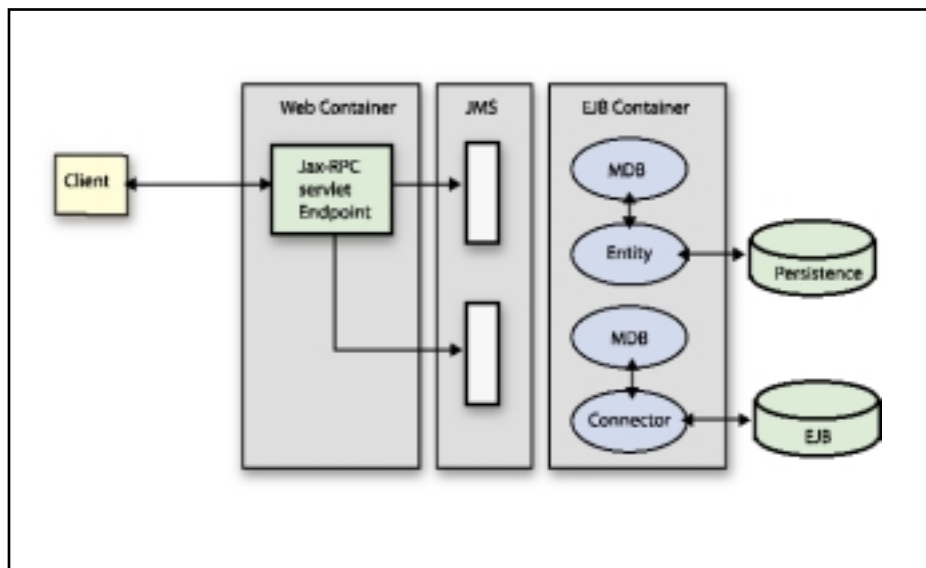 Web Container
JMS
EJB Container
Client
Jax-RPC
servlet
Endpoint
MDB
Entity
Persistence
MDB
Connector
EJB